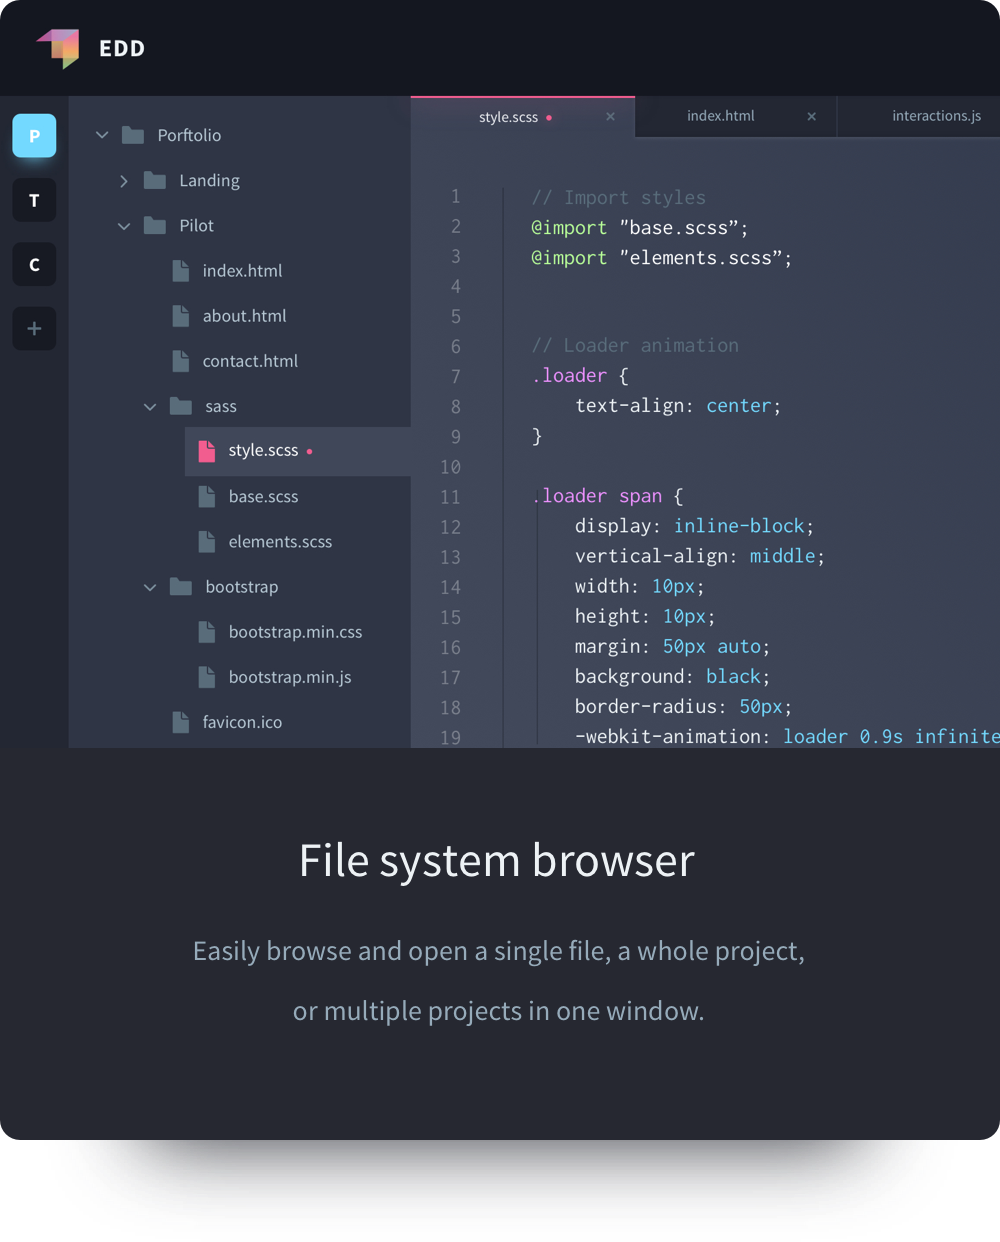 EDD
P
T
C
+
Porftolio
Landing
Pilot
index.html
about.html
contact.html
sass
style.scss
base.scss
elements.scss
bootstrap
bootstrap.min.css
bootstrap.min.js
favicon.ico
style.scss
index.html
interactions.js
1 // Import styles
2 @import "base.scss”;
3 @import "elements.scss”;
4
5
6 // Loader animation
7 .loader {
8 text-align: center;
9 }
10
11 .loader span {
12 display: inline-block;
13 vertical-align: middle;
14 width: 10px;
15 height: 10px;
16 margin: 50px auto;
17 background: black;
18 border-radius: 50px;
19 -webkit-animation: loader 0.9s infinite
File system browser
Easily browse and open a single file, a whole project,
or multiple projects in one window.